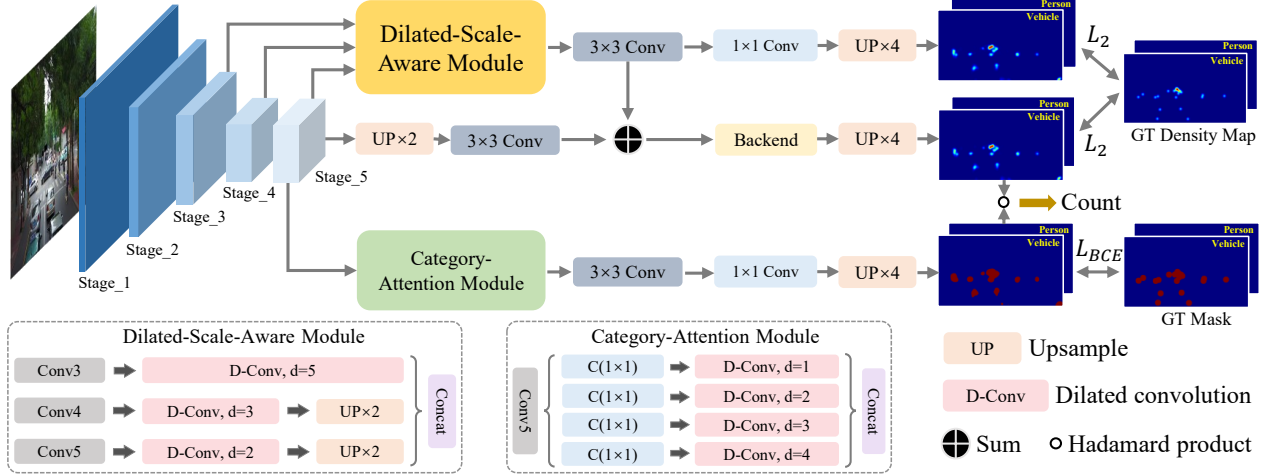 Dilated-Scale-
Aware Module
3×3 Conv
1×1 Conv
UP×4
Person
Vehicle
L2
Person
Vehicle
GT Density Map
UP×2
3×3 Conv
Backend
UP×4
Person
Vehicle
L2
Stage_5
Stage_4
Stage_3
Stage_2
Stage_1
Count
Category-
Attention Module
3×3 Conv
1×1 Conv
UP×4
Person
Vehicle
LBCE
Person
Vehicle
GT Mask
Dilated-Scale-Aware Module
Conv3
D-Conv, d=5
Conv4
D-Conv, d=3
UP×2
Conv5
D-Conv, d=2
UP×2
Concat
Category-Attention Module
Conv5
C(1×1)
D-Conv, d=1
C(1×1)
D-Conv, d=2
C(1×1)
D-Conv, d=3
C(1×1)
D-Conv, d=4
Concat
UP
Upsample
D-Conv
Dilated convolution
Sum
Hadamard product